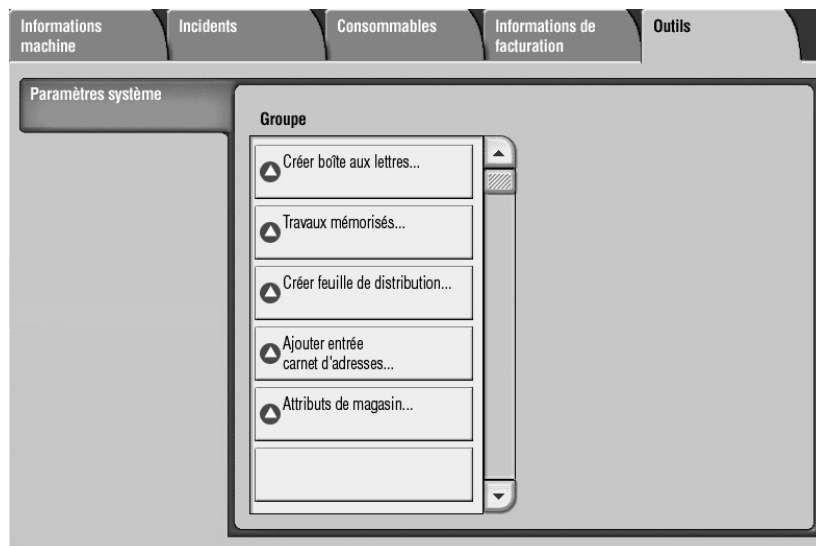 Informations
machine
Incidents
Consommables
Informations de
facturation
Outils
Paramètres système
Groupe
Créer boîte aux lettres...
Travaux mémorisés...
Créer feuille de distribution...
Ajouter entrée
carnet d'adresses...
Attributs de magasin...